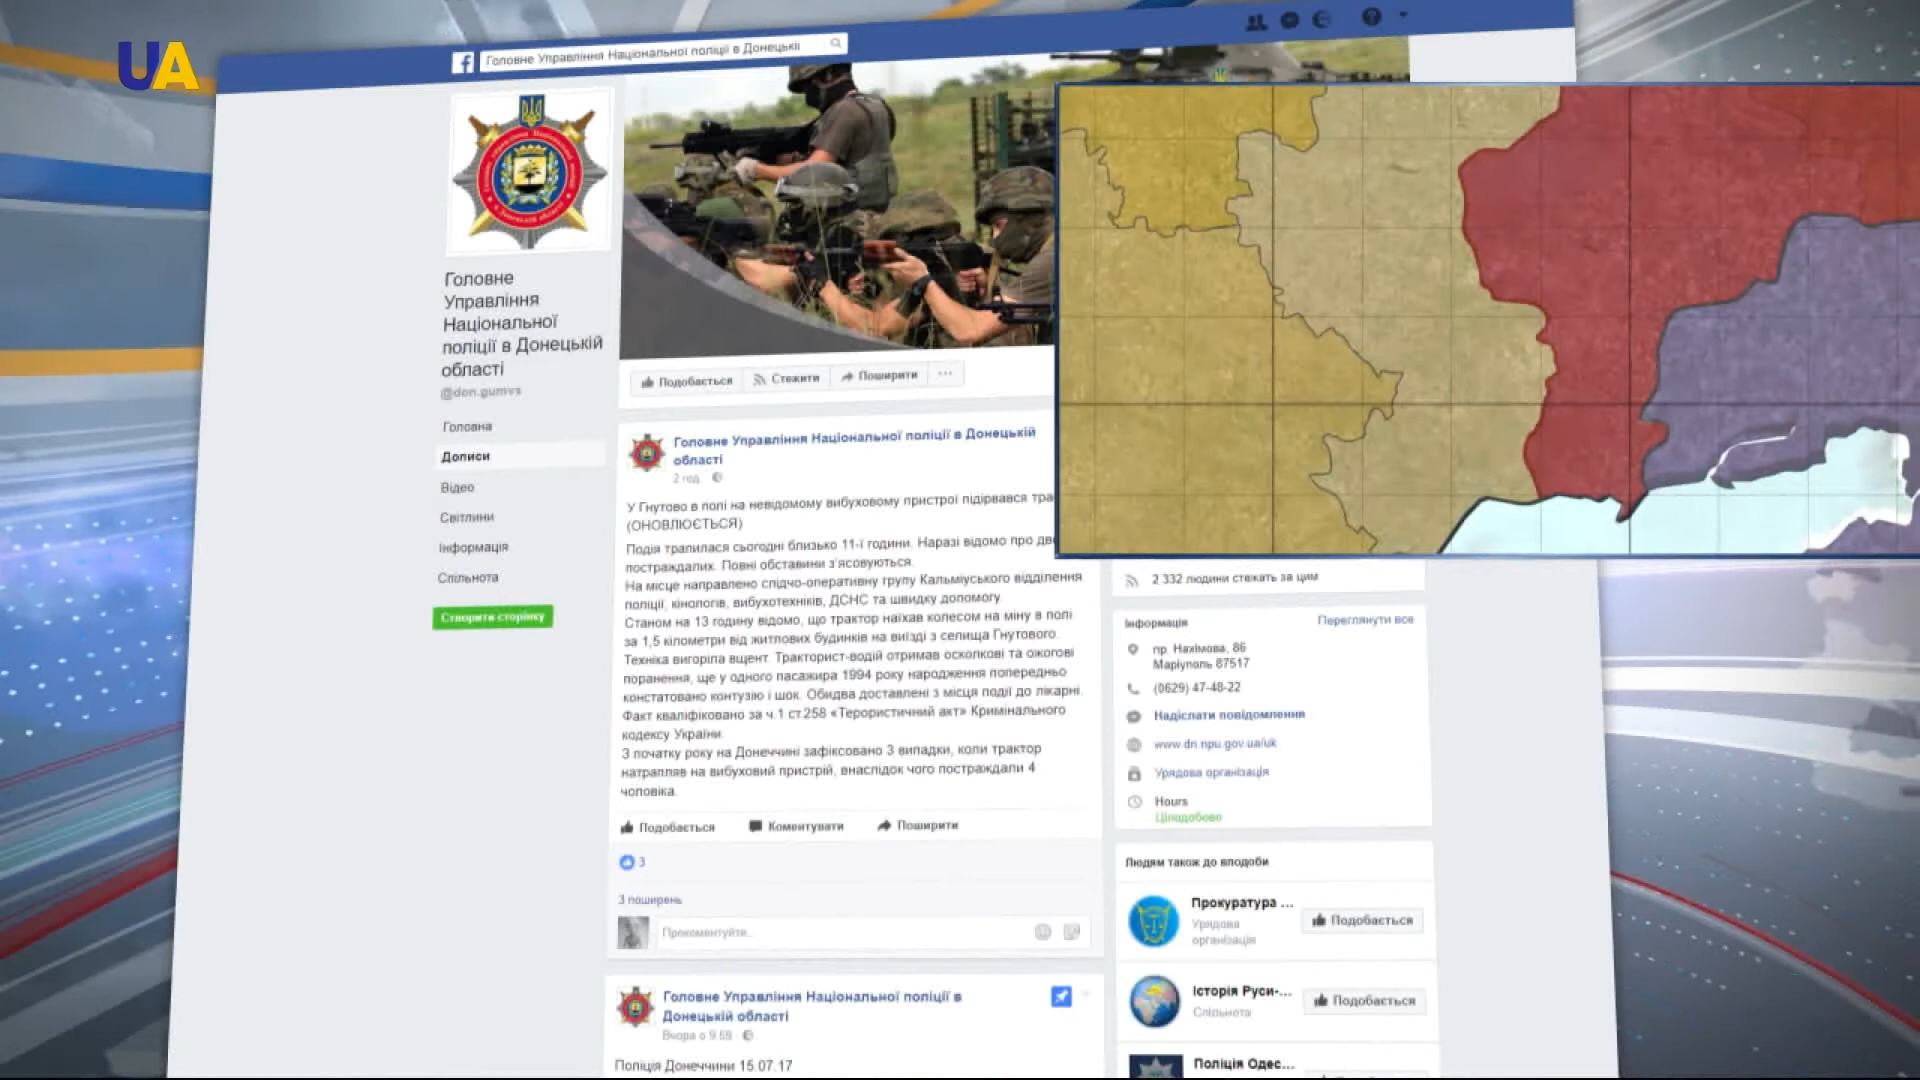 UA
Головне Управління Національної поліції в Донецькій
Головне
Управління
Національної
поліції в Донецькій
області
@don.gumvs
Головна
Дописи
Відео
Світлини
Інформація
Спільнота
Створити сторінку
Подобається
Стежити
Поширити
Головне Управління Національної поліції в Донецькій
області
2 год
У Гнутово в полі на невідомому вибуховому пристрої підірвався тра
(ОНОВЛЮЄТЬСЯ)
Подія трапилася сьогодні близько 11-ї години. Наразі відомо про дво
постраждалих. Повні обставини з'ясовуються.
На місце направлено слідчо-оперативну групу Кальміуського відділення
поліції, кінологів, вибухотехніків, ДСНС та швидку допомогу
Станом на 13 годину відомо, що трактор наїхав колесом на міну в полі
за 1,5 кілометри від житлових будинків на виїзді з селища Гнутового.
Техніка вигоріла вщент. Тракторист-водій отримав осколкові та ожогові
поранення, ще у одного пасажира 1994 року народження попередньо
констатовано контузію і шок. Обидва доставлені з місця події до лікарні.
Факт кваліфіковано за ч.1 ст.258 «Терористичний акт» Кримінального
кодексу України.
З початку року на Донеччині зафіксовано 3 випадки, коли трактор
натрапляв на вибуховий пристрій, внаслідок чого постраждали 4
чоловіка.
Подобається
Коментувати
Поширити
3
3 поширень
Прокоментуйте...
Головне Управління Національної поліції в
Донецькій області
Вчора о 9:58
Поліція Донеччини 15.07.17
2 332 людини стежать за цим
Інформація
Переглянути все
пр. Нахімова, 86
Маріуполь 87517
(0629) 47-48-22
Надіслати повідомлення
www.dn.npu.gov.ua/uk
Урядова організація
Hours
Цілодобово
Людям також до вподоби
Прокуратура ...
Урядова
організація
Подобається
Історія Руси-...
Спільнота
Подобається
Поліція Одес...